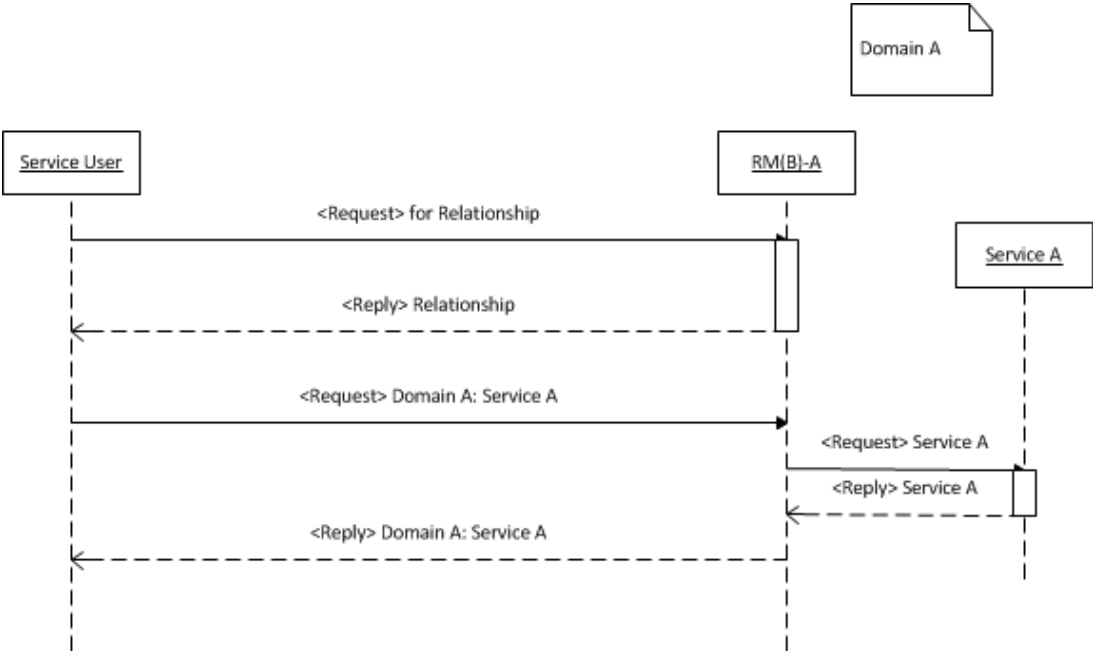 Domain A
Service User
RM(B)-A
<Request> for Relationship
Service A
<Reply> Relationship
<Request> Domain A: Service A
<Request> Service A
<Reply> Service A
<Reply> Domain A: Service A